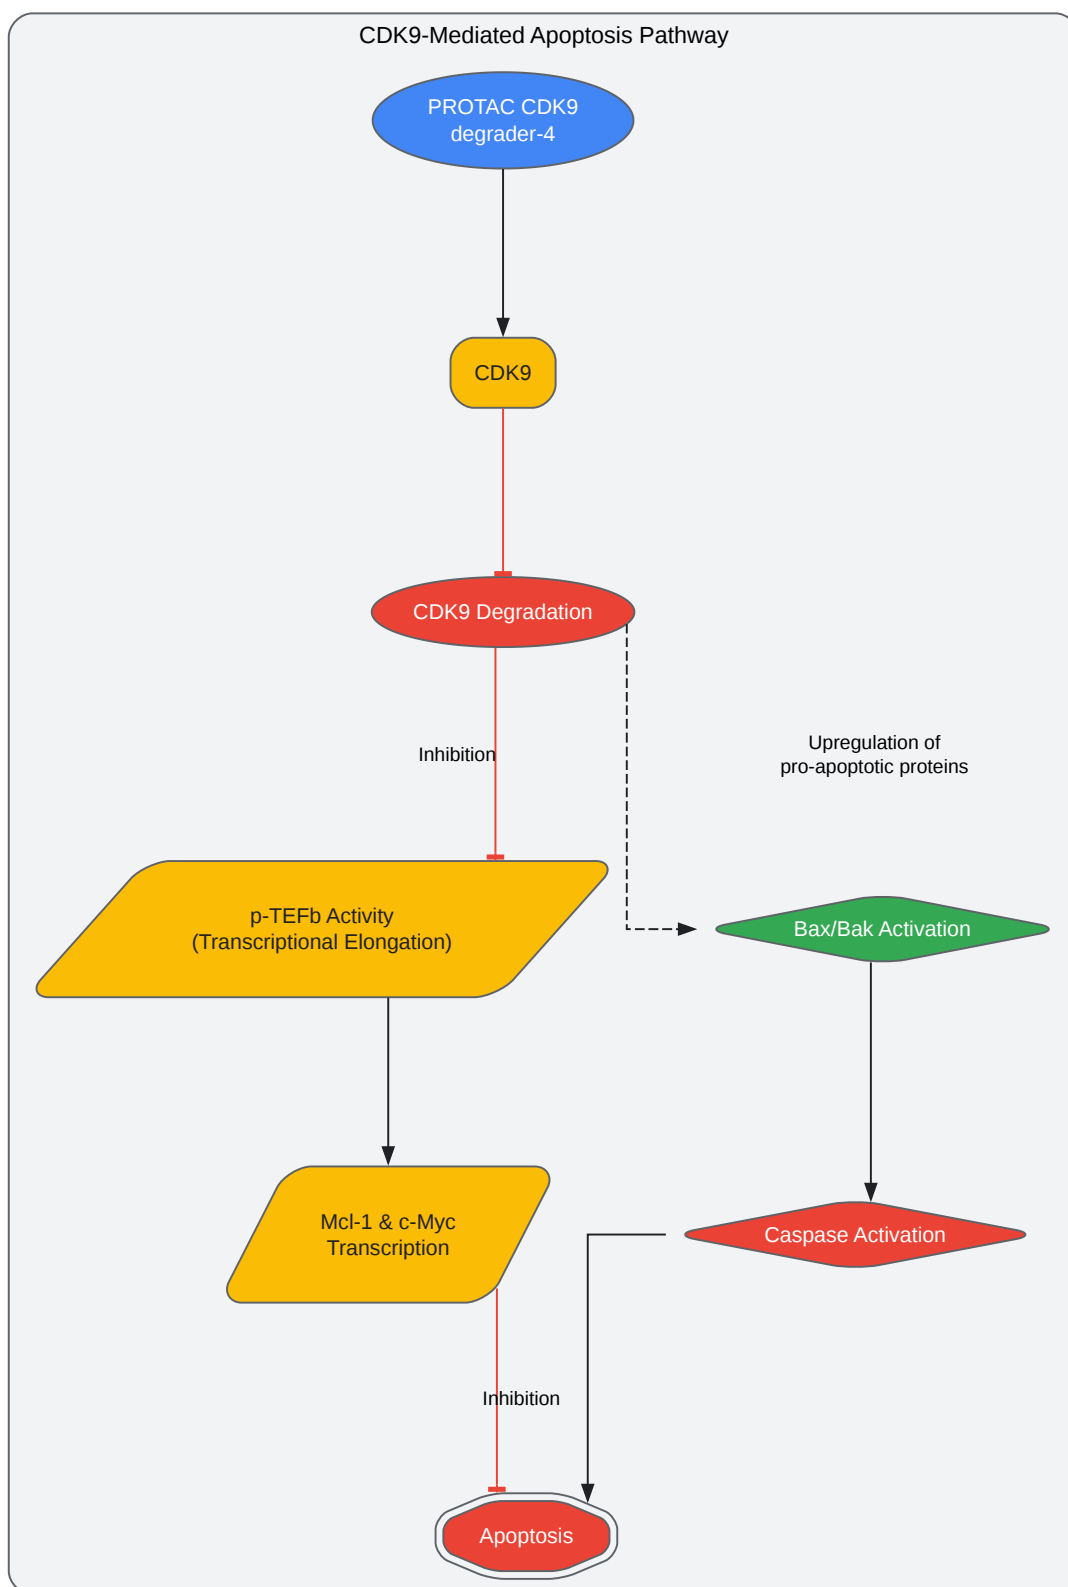 CDK9-Mediated Apoptosis Pathway
PROTAC CDK9
degrader-4
CDK9
CDK9 Degradation
Inhibition
Upregulation of
pro-apoptotic proteins
p-TEFb Activity
(Transcriptional Elongation)
Bax/Bak Activation
Mcl-1 & c-Myc
Transcription
Caspase Activation
Inhibition
Apoptosis